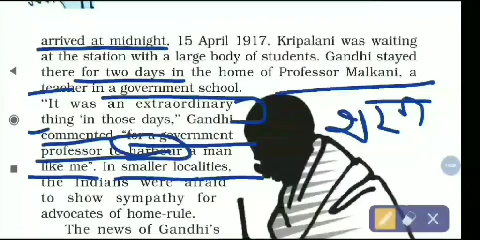 arrived at midnight, 15 April 1917. Kripalani was waiting
at the station with a large body of students. Gandhi stayed
there for two days in the home of Professor Malkani, a
teacher in a government school.
"It was an extraordinary
thing 'in those days,' Gandhi
commented, "for a government
professor to harbour a man
like me". In smaller localities,
the Indians were afraid
to show sympathy for
advocates of home-rule.
The news of Gandhi's